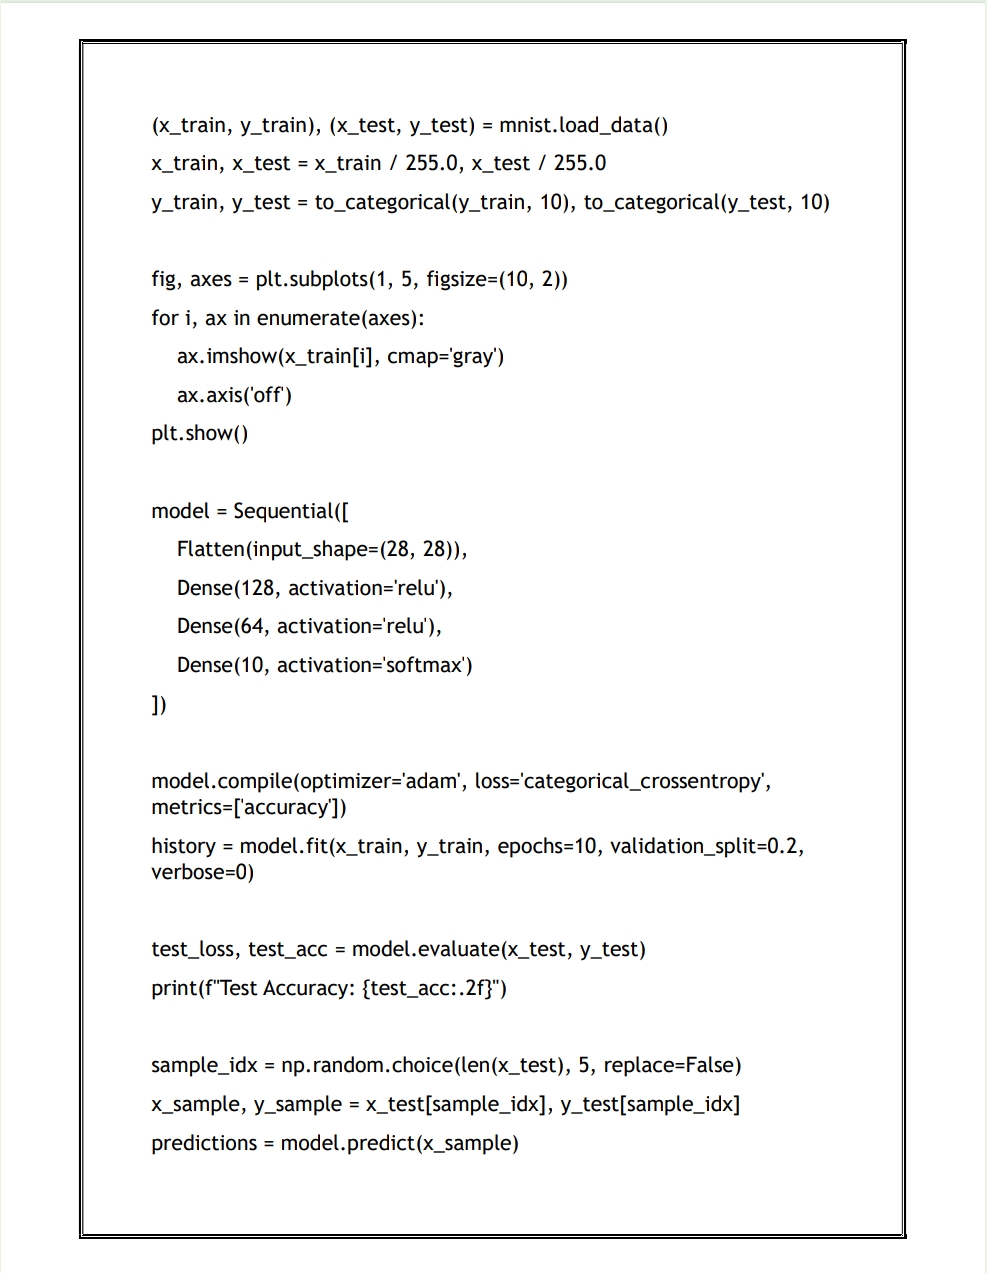 (x_train, y_train), (x_test, y_test) = mnist.load_data()
x_train, x_test = x_train / 255.0, x_test / 255.0
y_train, y_test = to_categorical(y_train, 10), to_categorical(y_test, 10)
fig, axes = plt.subplots(1, 5, figsize=(10, 2))
for i, ax in enumerate(axes):
    ax.imshow(x_train[i], cmap='gray')
    ax.axis('off')
plt.show()
model = Sequential([
    Flatten(input_shape=(28, 28)),
    Dense(128, activation='relu'),
    Dense(64, activation='relu'),
    Dense(10, activation='softmax')
])
model.compile(optimizer='adam', loss='categorical_crossentropy',
metrics=['accuracy'])
history = model.fit(x_train, y_train, epochs=10, validation_split=0.2,
verbose=0)
test_loss, test_acc = model.evaluate(x_test, y_test)
print(f"Test Accuracy: {test_acc:.2f}")
sample_idx = np.random.choice(len(x_test), 5, replace=False)
x_sample, y_sample = x_test[sample_idx], y_test[sample_idx]
predictions = model.predict(x_sample)